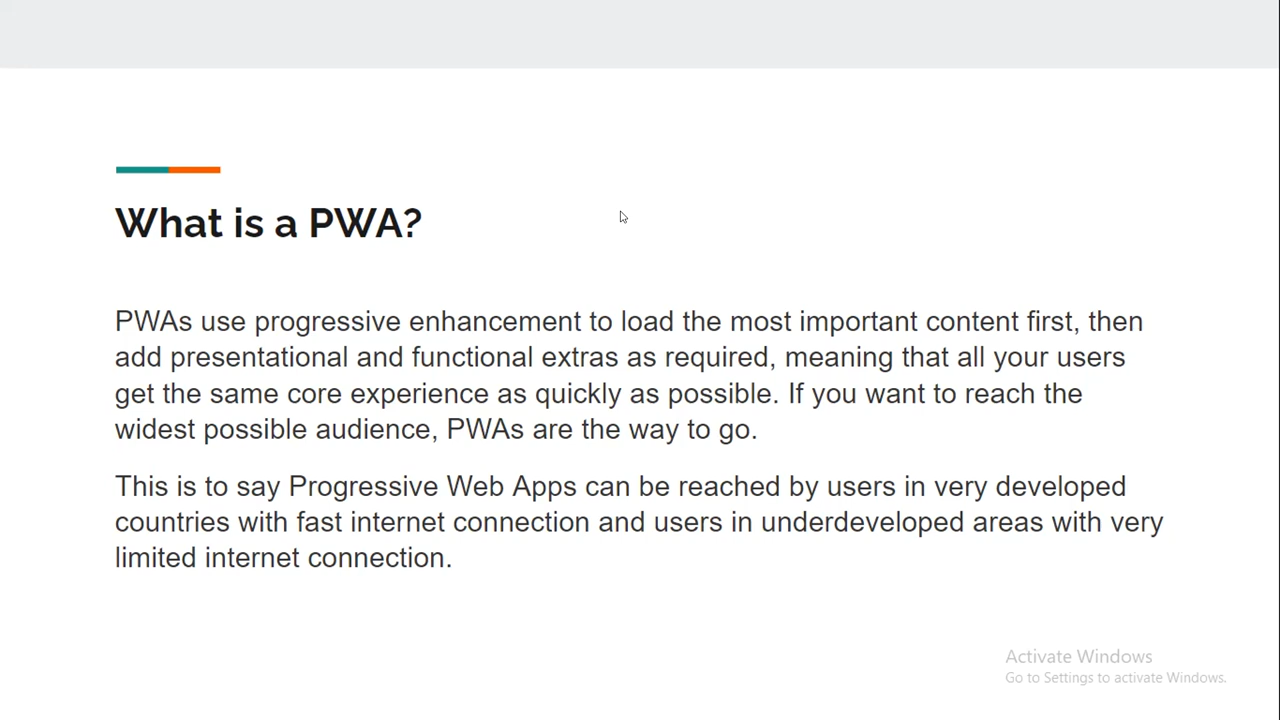 What is a PWA?
PWAs use progressive enhancement to load the most important content first, then
add presentational and functional extras as required, meaning that all your users
get the same core experience as quickly as possible. If you want to reach the
widest possible audience, PWAs are the way to go.
This is to say Progressive Web Apps can be reached by users in very developed
countries with fast internet connection and users in underdeveloped areas with very
limited internet connection.
Activate Windows
Go to Settings to activate Windows.